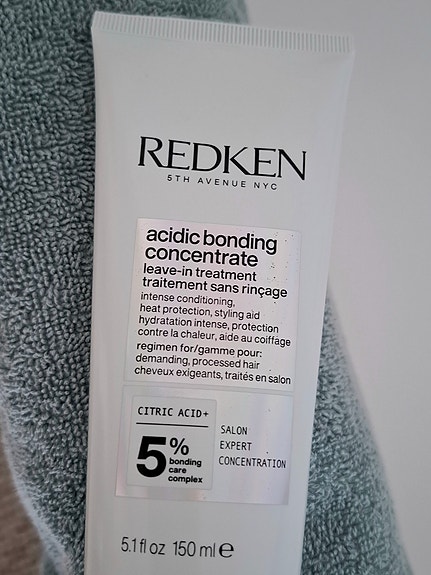 REDKEN
5TH AVENUE NYC
acidic bonding
concentrate
leave-in treatment
traitement sans rinçage
intense conditioning,
heat protection, styling aid
hydratation intense, protection
contre la chaleur, aide au coiffage
regimen for/gamme pour:
demanding, processed hair
cheveux exigeants, traités en salon
CITRIC ACID+
5%
bonding
care
complex
SALON
EXPERT
CONCENTRATION
5.1 fl oz 150 ml e